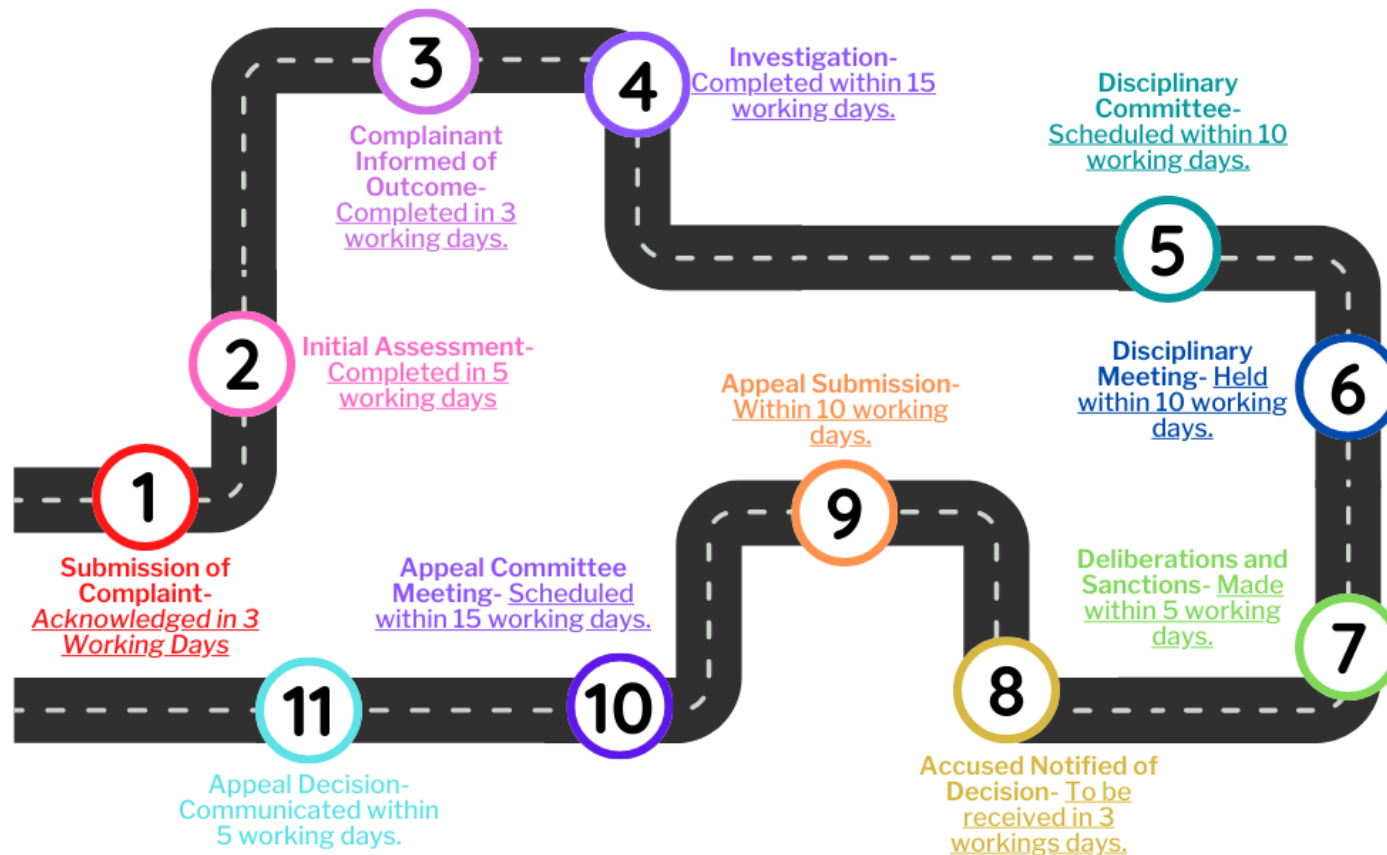 1
Submission of
Complaint-
Acknowledged in 3
Working Days
2
Initial Assessment-
Completed in 5
working days
3
Complainant
Informed of
Outcome-
Completed in 3
working days.
4
Investigation-
Completed within 15
working days.
5
Disciplinary
Committee-
Scheduled within 10
working days.
6
Disciplinary
Meeting- Held
within 10 working
days.
7
Deliberations and
Sanctions- Made
within 5 working
days.
8
Accused Notified of
Decision- To be
received in 3
workings days.
9
Appeal Submission-
Within 10 working
days.
10
Appeal Committee
Meeting- Scheduled
within 15 working days.
11
Appeal Decision-
Communicated within
5 working days.